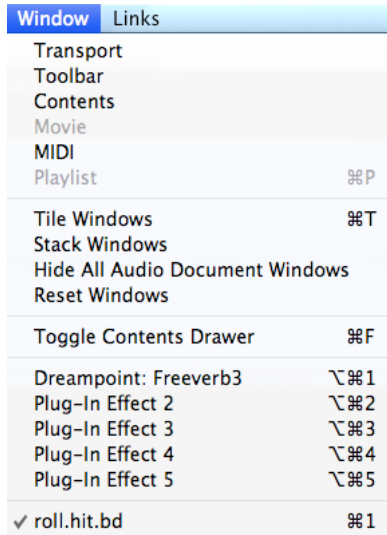 Window Links
Transport
Toolbar
Contents
Movie
MIDI
Playlist ⌘P
Tile Windows ⌘T
Stack Windows
Hide All Audio Document Windows
Reset Windows
Toggle Contents Drawer ⌘F
Dreampoint: Freeverb3 ⌥⌘1
Plug-In Effect 2 ⌥⌘2
Plug-In Effect 3 ⌥⌘3
Plug-In Effect 4 ⌥⌘4
Plug-In Effect 5 ⌥⌘5
✓ roll.hit.bd ⌘1